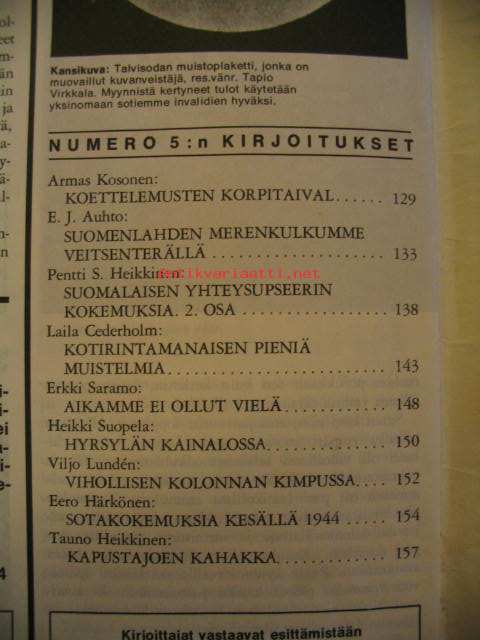 Kansikuva: Talvisodan muistoplaketti, jonka on
muovaillut kuvanveistäjä, res.vänr. Tapio
Virkkala. Myynnistä kertyneet tulot käytetään
yksinomaan sotiemme invalidien hyväksi.
NUMERO 5:n KIRJOITUKSET
Armas Kosonen:
KOETTELEMUSTEN KORPITAIVAL...... 129
E. J. Auhto:
SUOMENLAHDEN MERENKULKUMME
VEITSENTERÄLLÄ .................. 133
Pentti S. Heikkinen:
antikvariaatti.net
SUOMALAISEN YHTEYSUPSEERIN
KOKEMUKSIA. 2. OSA ................. 138
Laila Cederholm:
KOTIRINTAMANAISEN PIENIÄ
MUISTELMIA........................ 143
Erkki Saramo:
AIKAMME EI OLLUT VIELÄ............ 148
Heikki Suopela:
HYRSYLÄN KAINALOSSA.............. 150
Viljo Lundén:
VIHOLLISEN KOLONNAN KIMPUSSA.... 152
Eero Härkönen:
SOTAKOKEMUKSIA KESÄLLÄ 1944 ..... 154
Tauno Heikkinen:
KAPUSTAJOEN KAHAKKA............. 157
Kirjoittajat vastaavat esittämistään